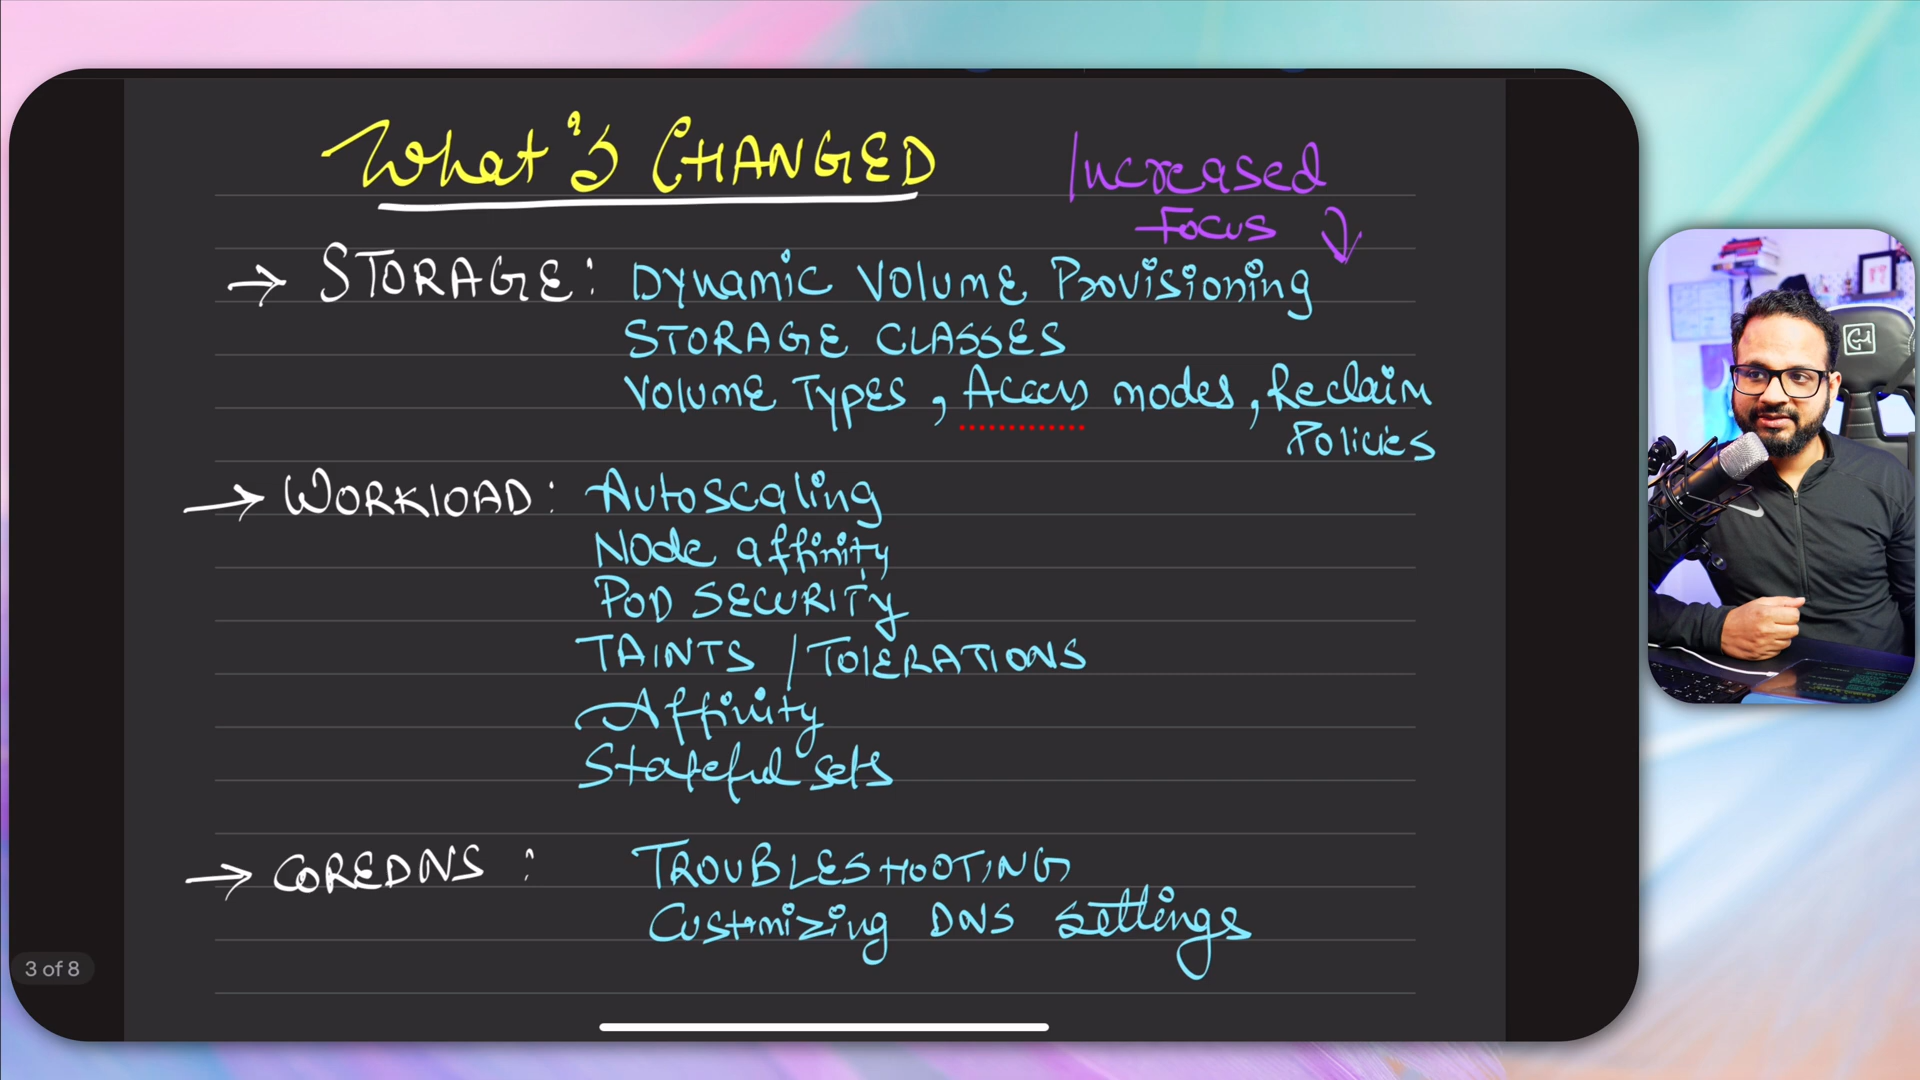 What's CHANGED
Increased
Focus
→ STORAGE: Dynamic Volume Provisioning
STORAGE CLASSES
Volume Types, Access modes, Reclaim
Policies
→ WORKLOAD: Autoscaling
Node affinity
POD SECURITY
TAINTS / TOLERATIONS
Affinity
Stateful sets
→ COREDNS: TROUBLESHOOTING
Customizing DNS settings
3 of 8